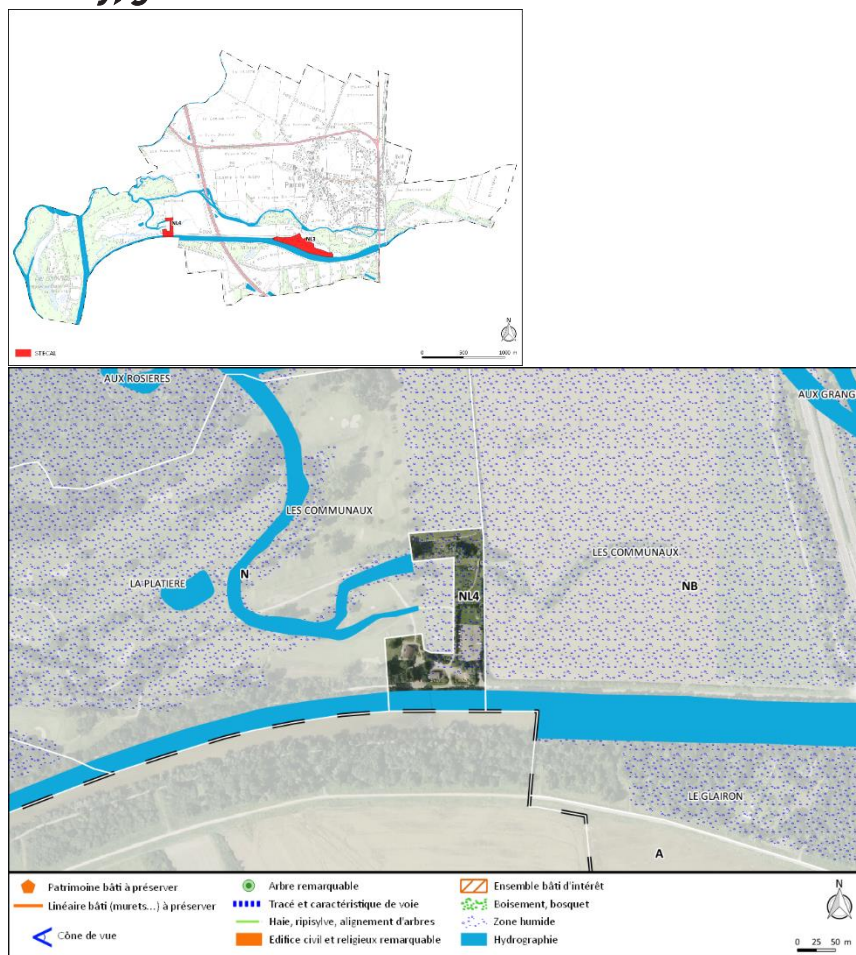 NL4
NL3
N
STECAL
0 500 1000 m
AUX ROSIERES
AUX GRANG
LES COMMUNAUX
LES COMMUNAUX
LA PLATIERE
N
NL4
NB
LE GLAIRON
A
Patrimoine bâti à préserver
Linéaire bâti (murets...) à préserver
Cône de vue
Arbre remarquable
Tracé et caractéristique de voie
Haie, ripisylve, alignement d'arbres
Edifice civil et religieux remarquable
Ensemble bâti d'intérêt
Boisement, bosquet
Zone humide
Hydrographie
N
0 25 50 m